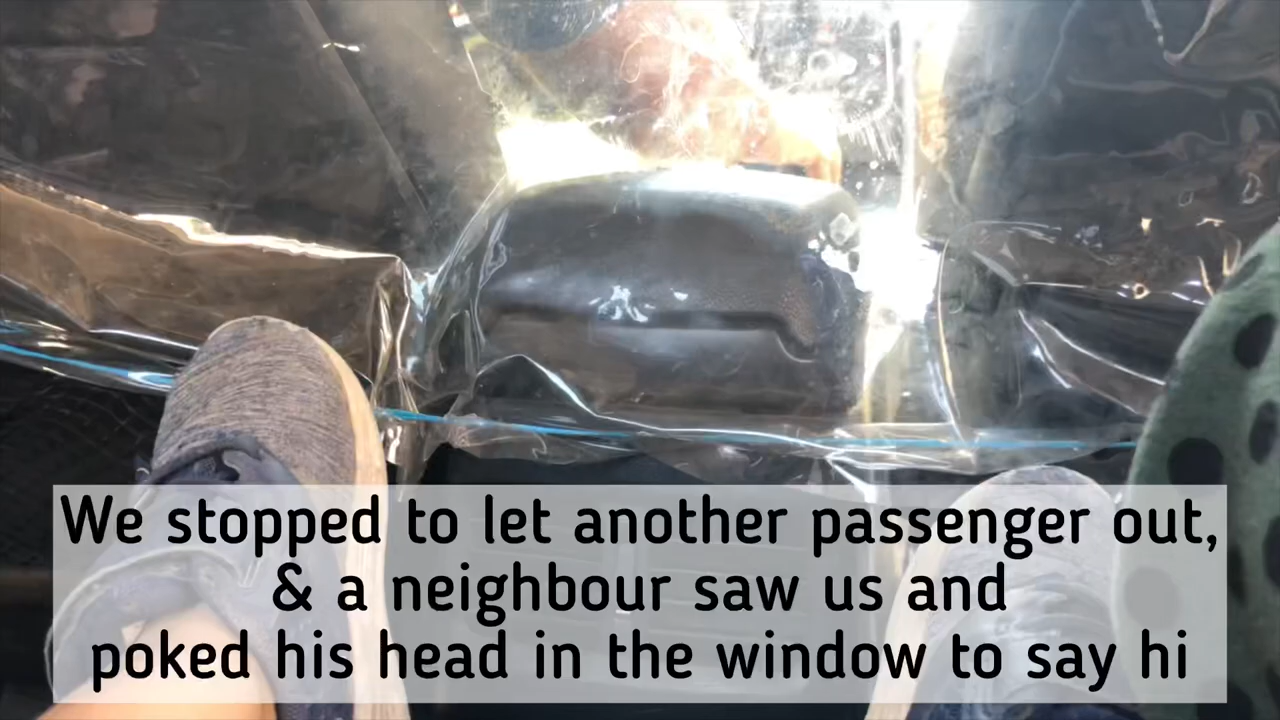 We stopped to let another passenger out,
& a neighbour saw us and
poked his head in the window to say hi